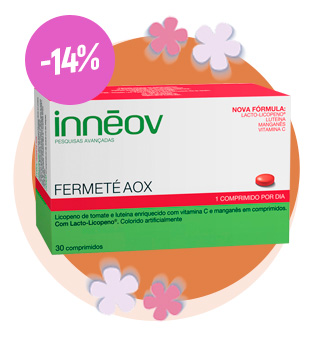 -14%
innēov
PESQUISAS AVANÇADAS
NOVA FÓRMULA:
LACTO-LICOPENO®
LUTEÍNA
MANGANÊS
VITAMINA C
FERMETÉ AOX
1 COMPRIMIDO POR DIA
Licopeno de tomate e luteína enriquecido com vitamina C e manganês em comprimidos.
Com Lacto-Licopeno®. Colorido artificialmente
30 comprimidos